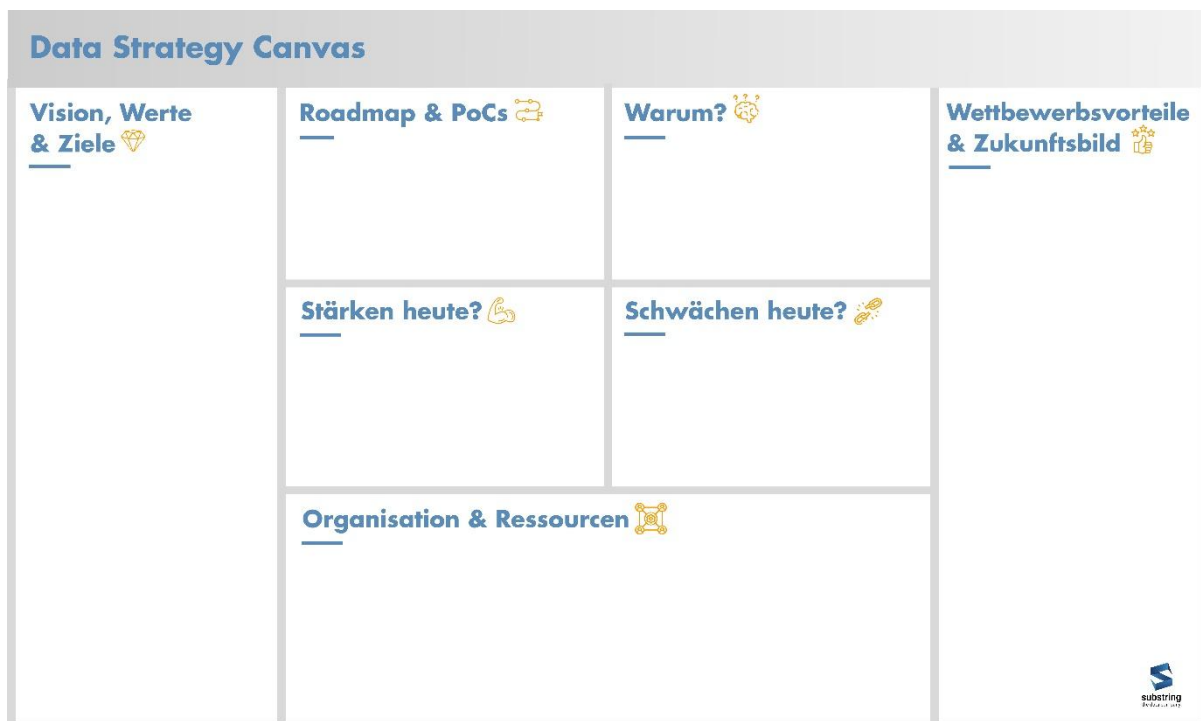 Data Strategy Canvas
Vision, Werte
& Ziele
Roadmap & PoCs
Warum?
Wettbewerbsvorteile
& Zukunftsbild
Stärken heute?
Schwächen heute?
Organisation & Ressourcen
substring